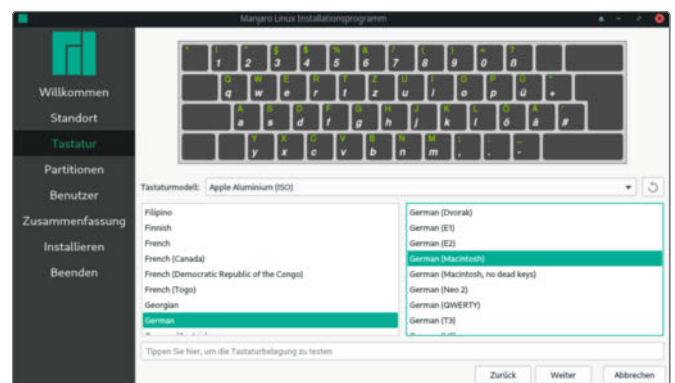 Manjaro Linux Installationsprogramm
Willkommen
Standort
Tastatur
Partitionen
Benutzer
Zusammenfassung
Installieren
Beenden
! " § $ % & / ( ) = ?
1 2 3 4 5 6 7 8 9 0 ß
Q W E R T Z U I O P Ü *
q w e r t z u i o p ü +
A S D F G H J K L Ö Ä '
a s d f g h j k l ö ä #
Y X C V B N M ; : _
y x c v b n m , . -
Tastaturmodell: Apple Aluminium (ISO)
Filipino
Finnish
French
French (Canada)
French (Democratic Republic of the Congo)
French (Togo)
Georgian
German
German (Dvorak)
German (E1)
German (E2)
German (Macintosh)
German (Macintosh, no dead keys)
German (Neo 2)
German (QWERTY)
German (T3)
Tippen Sie hier, um die Tastaturbelegung zu testen
Zurück Weiter Abbrechen